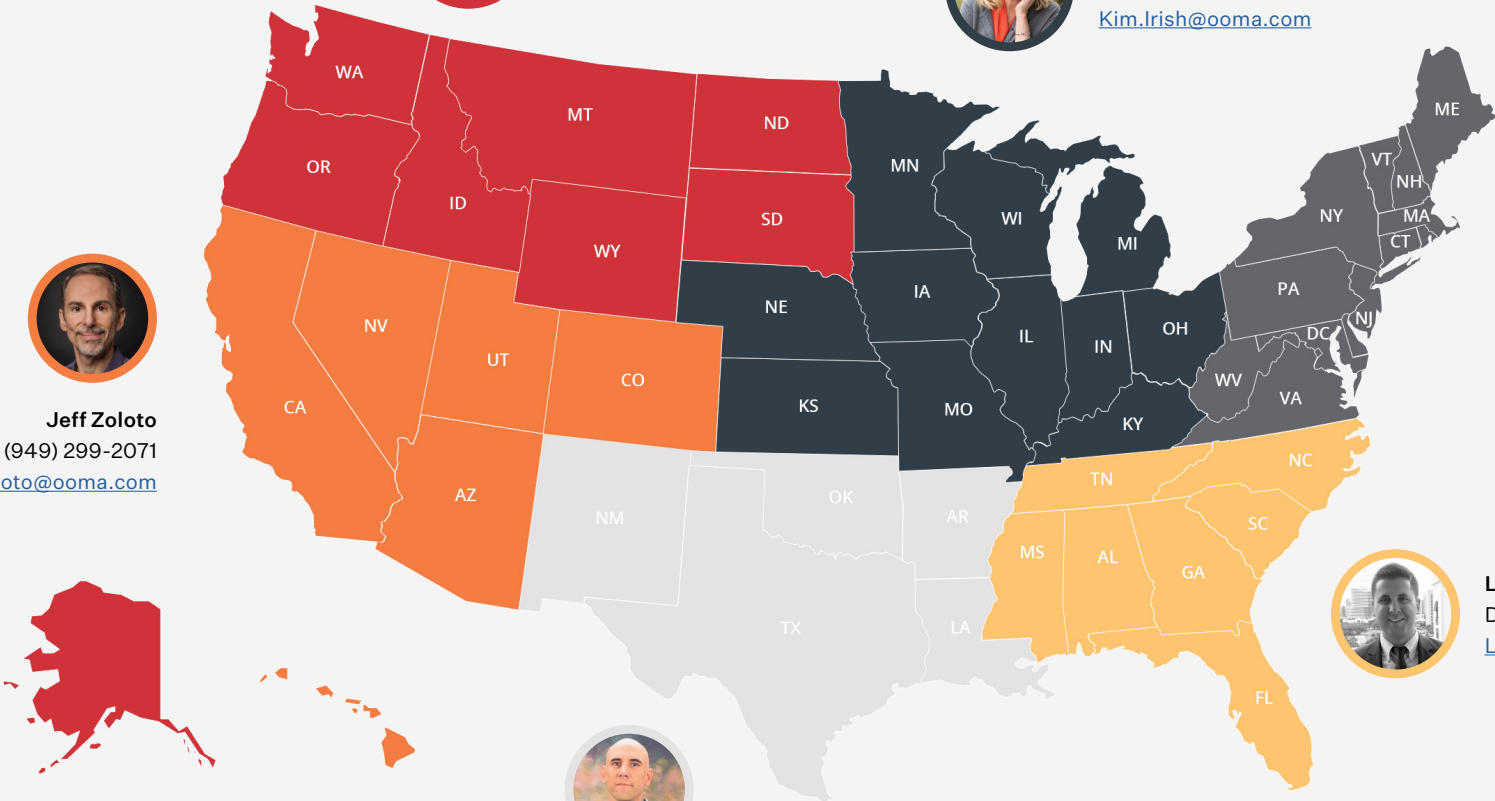 Kim.Irish@ooma.com
WA
MT
ND
MN
ME
OR
ID
SD
WY
WI
MI
VT
NH
NY
MA
CT
NE
IA
PA
NJ
DC
NV
UT
CO
IL
IN
OH
WV
VA
CA
KS
MO
KY
Jeff Zoloto
(949) 299-2071
oto@ooma.com
AZ
NM
OK
AR
TN
NC
SC
MS
AL
GA
TX
LA
FL
L
D
L